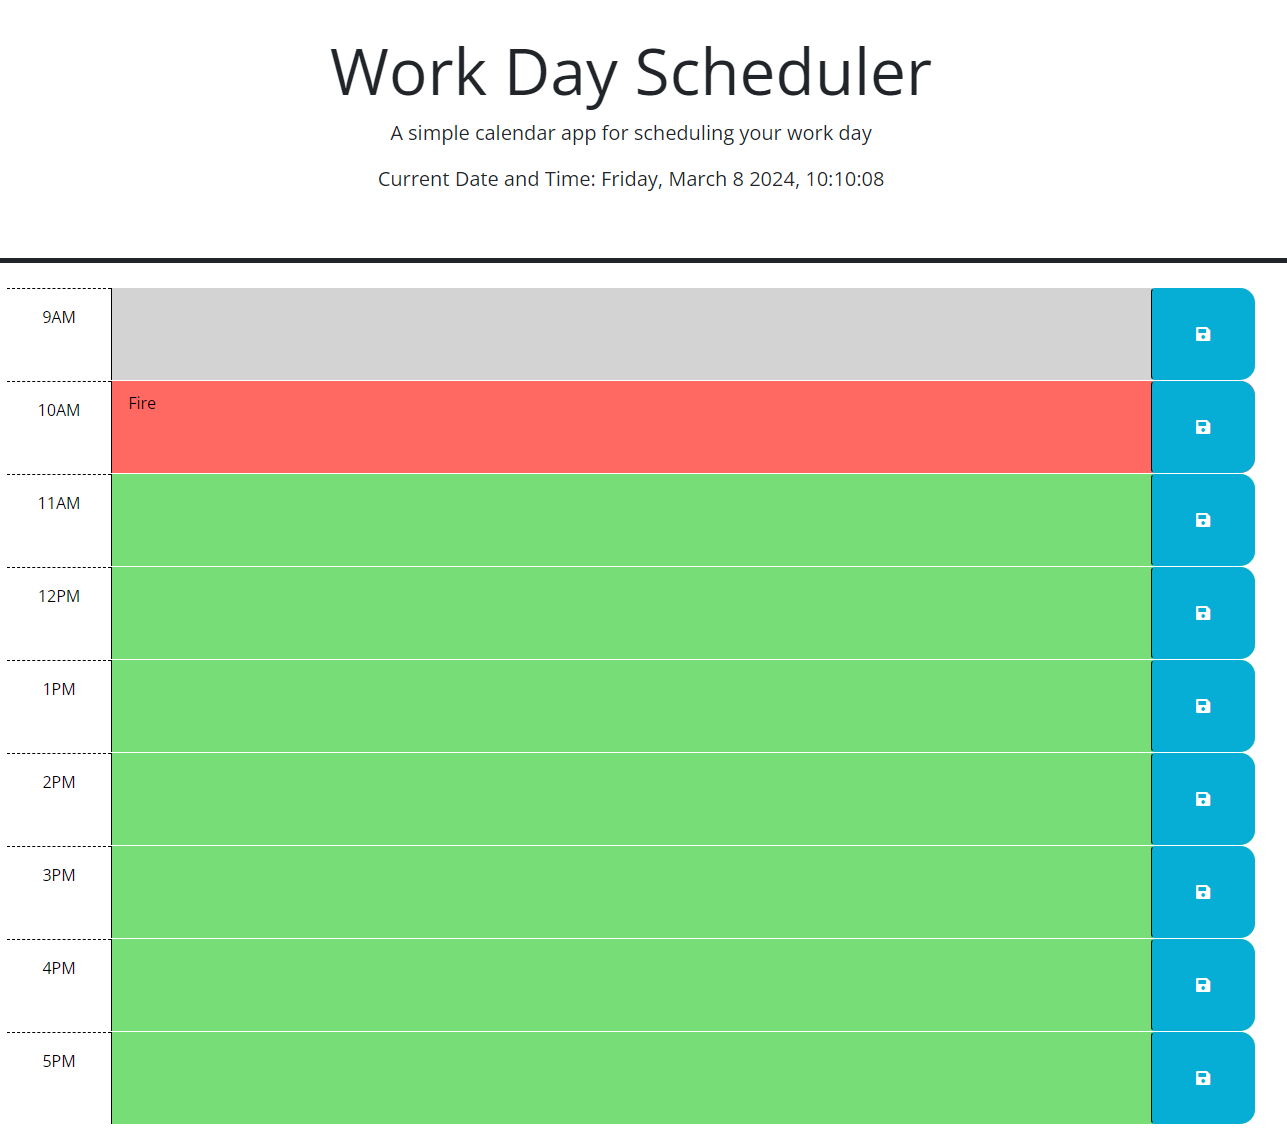 Work Day Scheduler
A simple calendar app for scheduling your work day
Current Date and Time: Friday, March 8 2024, 10:10:08
9AM
10AM
Fire
11AM
12PM
1PM
2PM
3PM
4PM
5PM